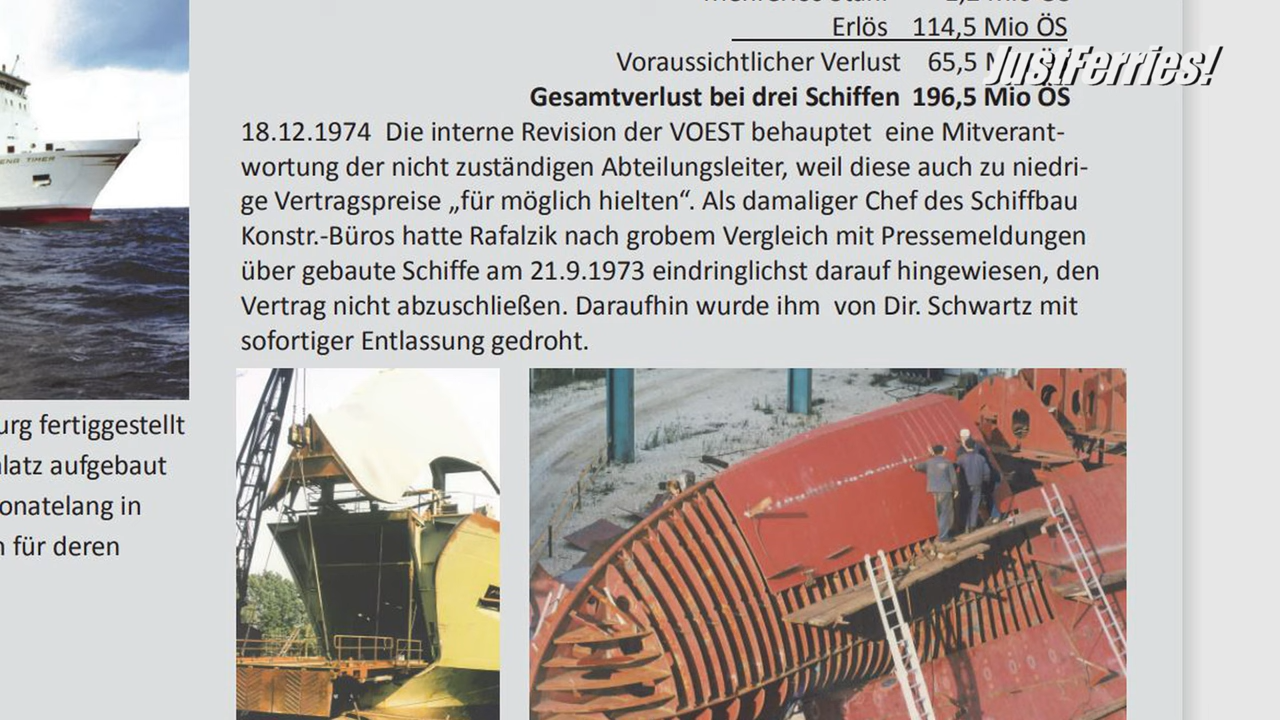 Erlös 114,5 Mio ÖS
Voraussichtlicher Verlust 65,5
JustFerries!
Gesamtverlust bei drei Schiffen 196,5 Mio ÖS
18.12.1974 Die interne Revision der VOEST behauptet eine Mitverant-
wortung der nicht zuständigen Abteilungsleiter, weil diese auch zu niedri-
ge Vertragspreise „für möglich hielten“. Als damaliger Chef des Schiffbau
Konstr.-Büros hatte Rafalzik nach grobem Vergleich mit Pressemeldungen
über gebaute Schiffe am 21.9.1973 eindringlichst darauf hingewiesen, den
Vertrag nicht abzuschließen. Daraufhin wurde ihm von Dir. Schwartz mit
sofortiger Entlassung gedroht.
urg fertiggestellt
latz aufgebaut
onatelang in
für deren